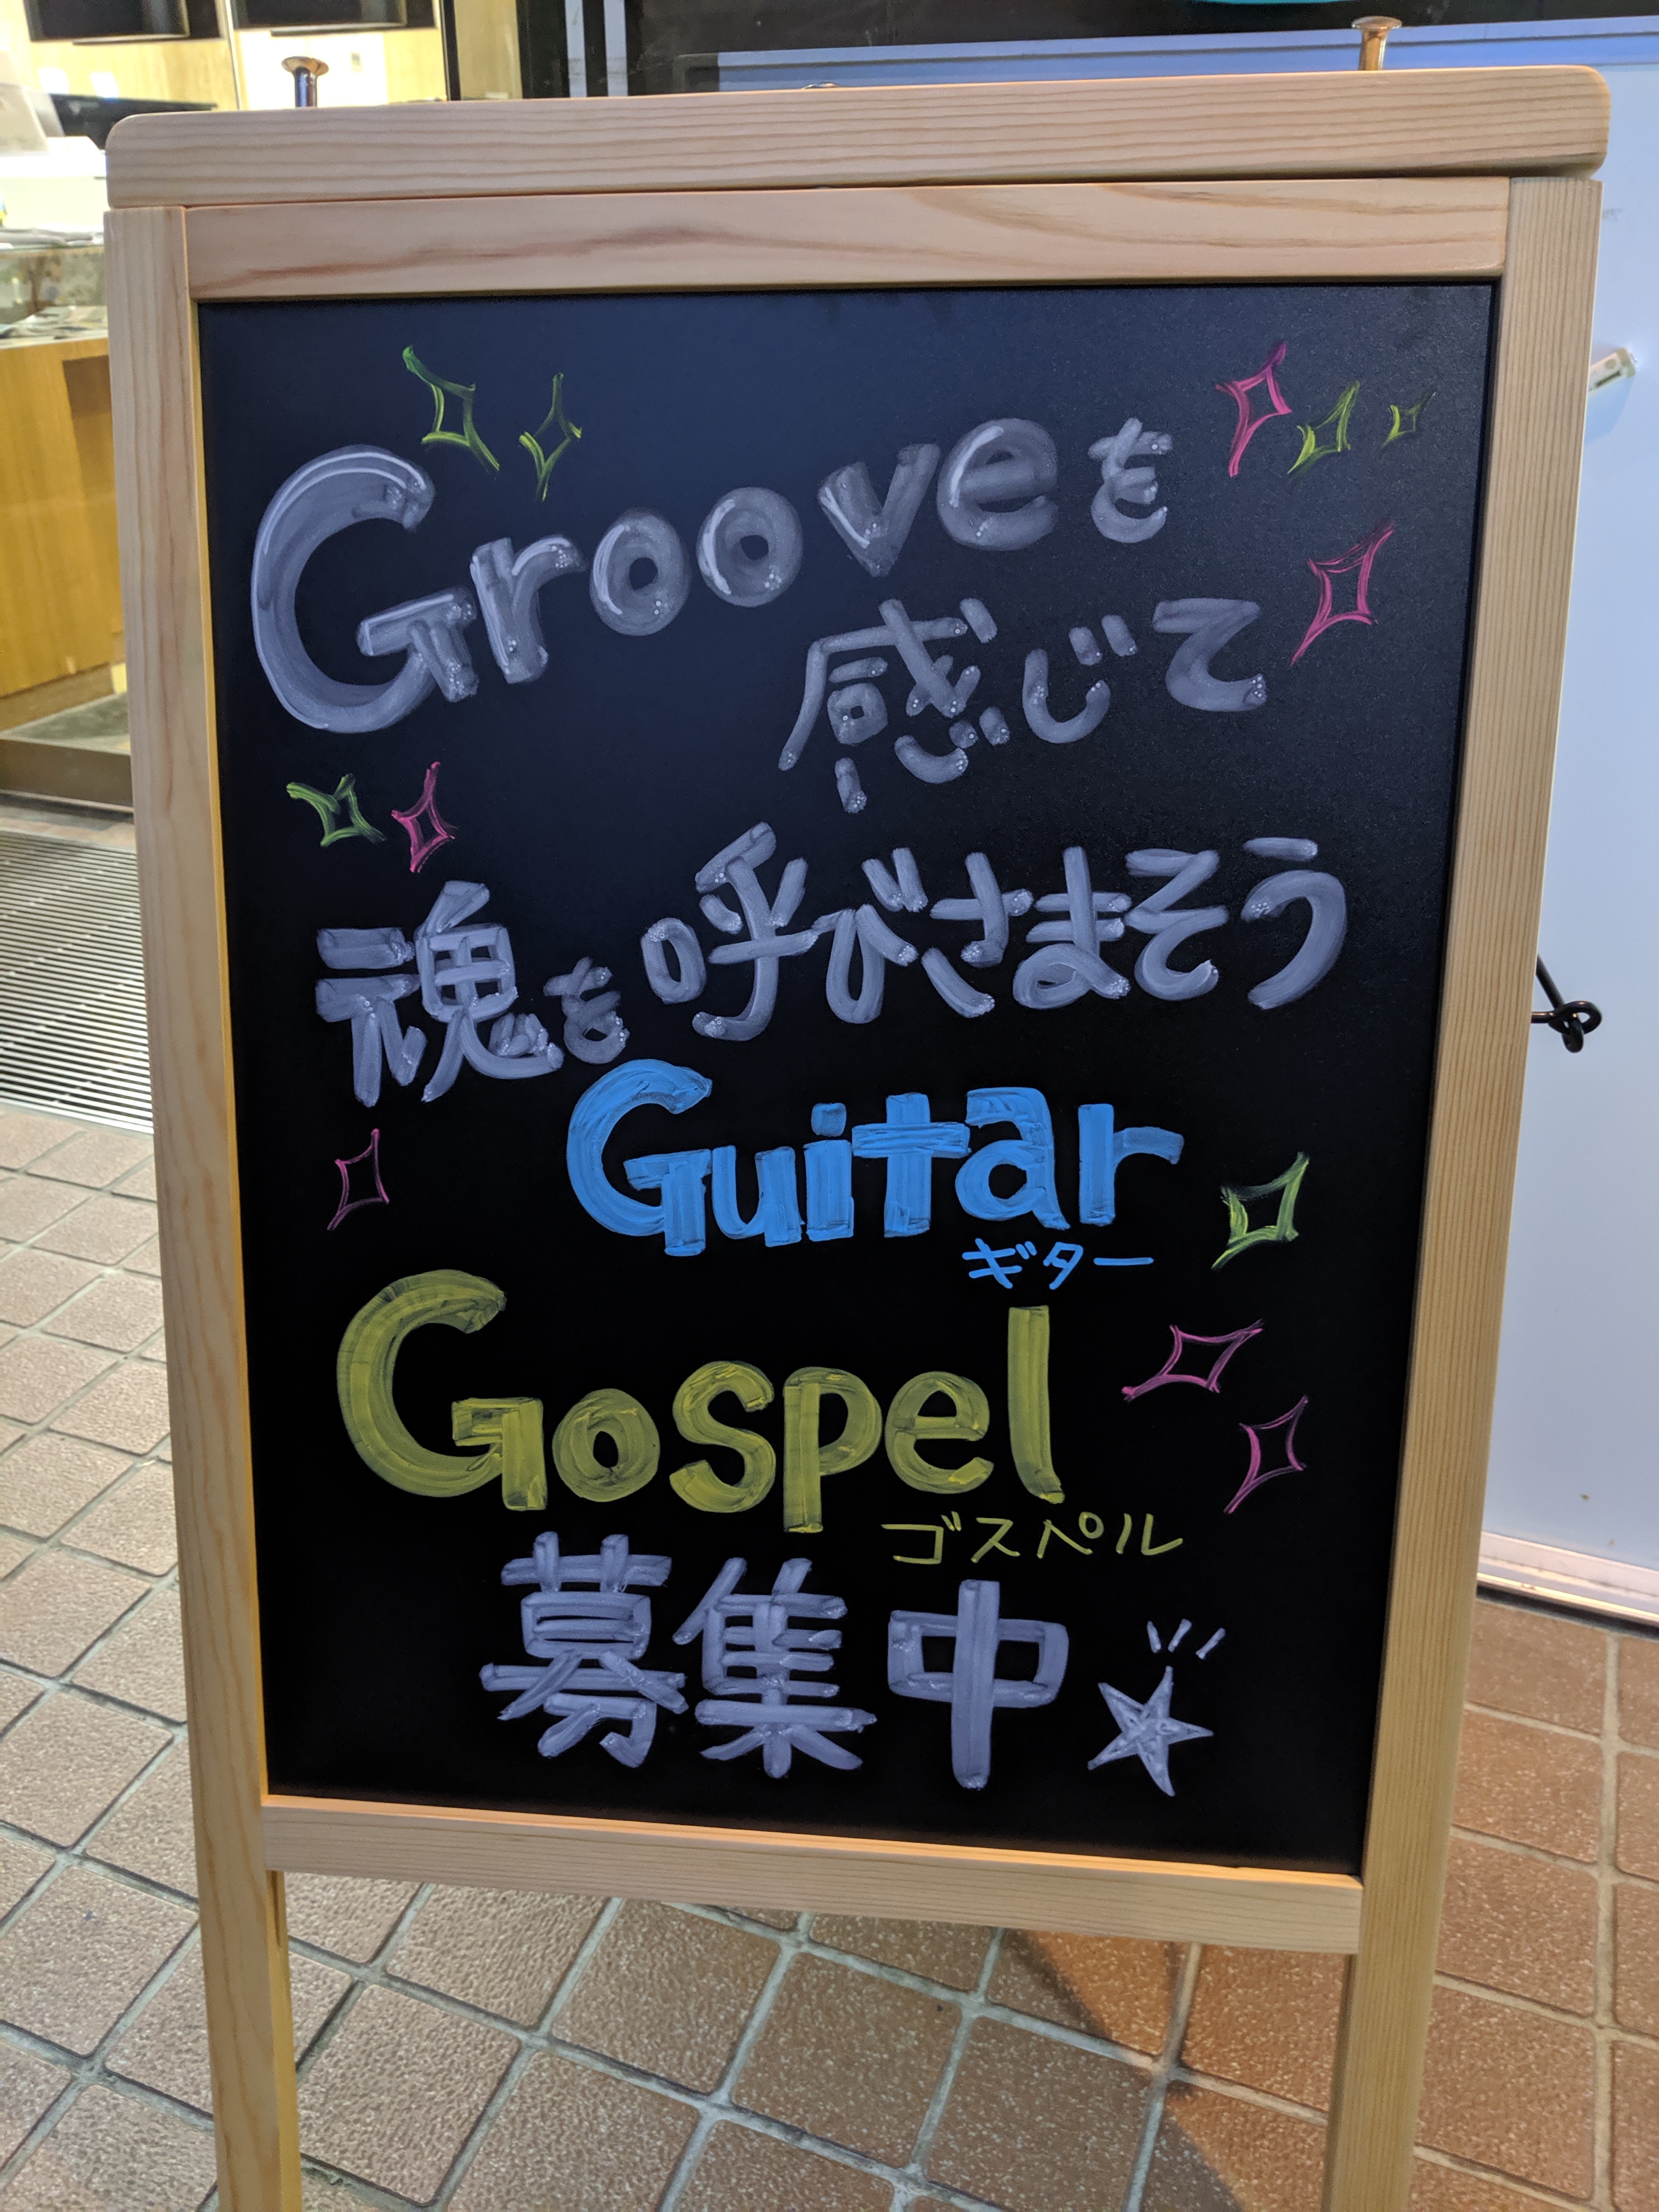 Grooveを
感じて
魂を呼びさまそう
Guitar
ギター
Gospel
ゴスペル
募集中